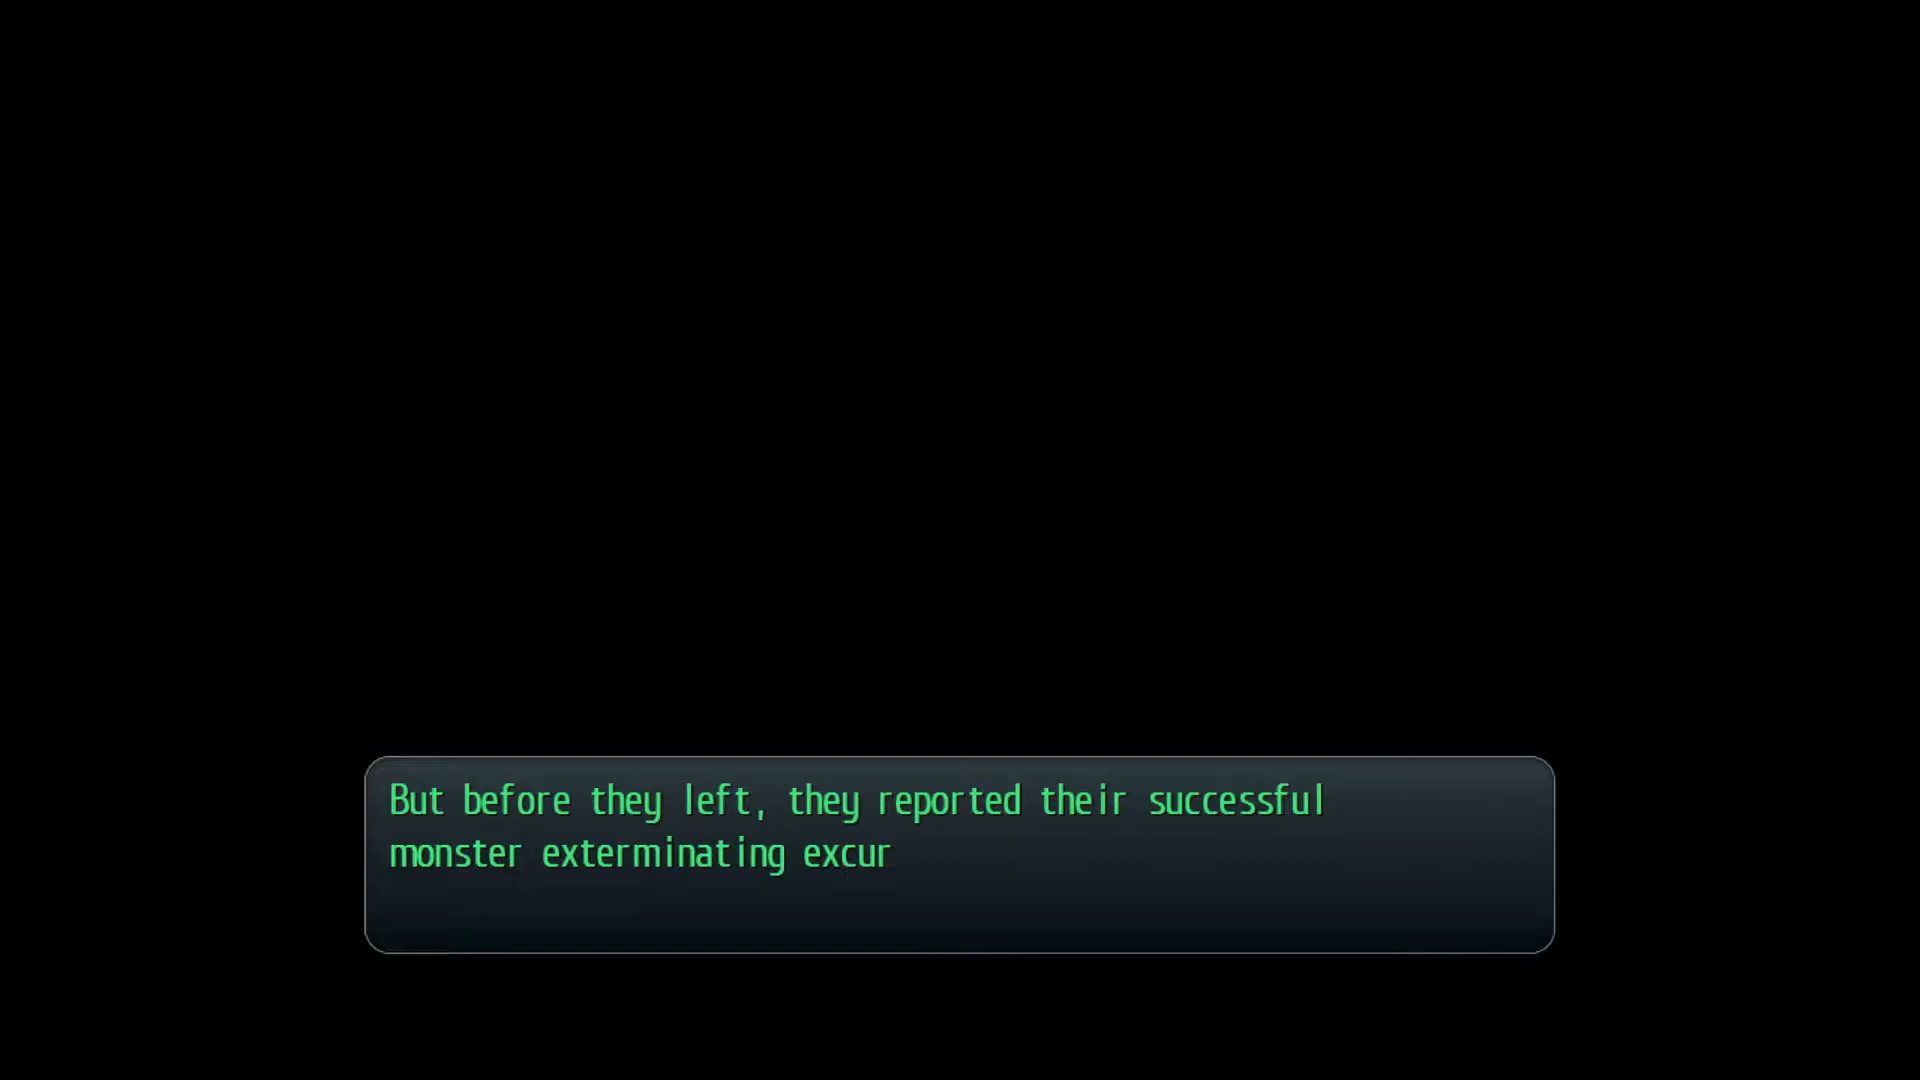 But before they left, they reported their successful
monster exterminating excur